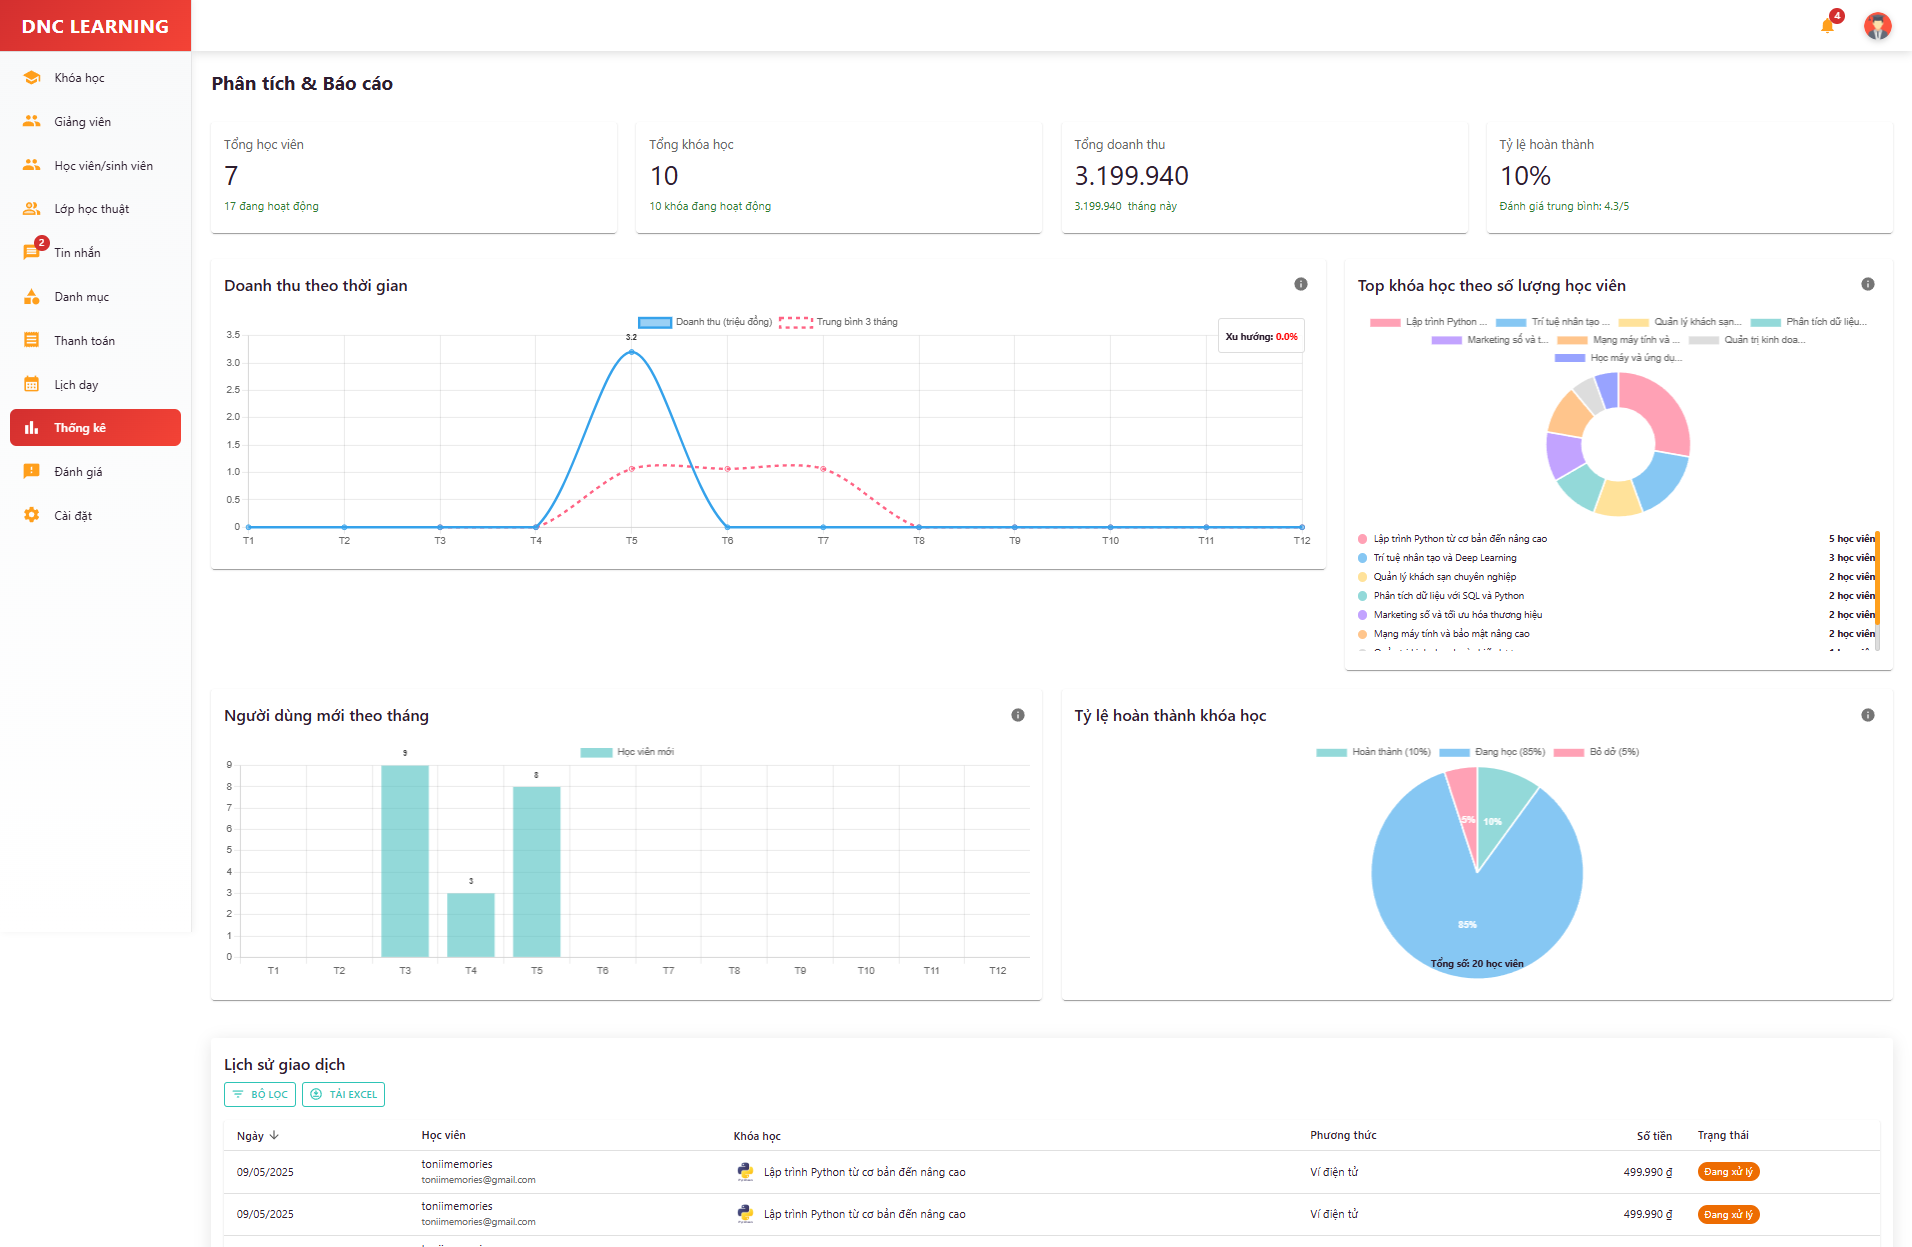 DNC LEARNING
4
Khóa học
Giảng viên
Học viên/sinh viên
Lớp học thuật
2
Tin nhắn
Danh mục
Thanh toán
Lịch dạy
Thống kê
Đánh giá
Cài đặt
Phân tích & Báo cáo
Tổng học viên
7
17 đang hoạt động
Tổng khóa học
10
10 khóa đang hoạt động
Tổng doanh thu
3.199.940
3.199.940 tháng này
Tỷ lệ hoàn thành
10%
Đánh giá trung bình: 4.3/5
Doanh thu theo thời gian
Doanh thu (triệu đồng) Trung bình 3 tháng
Xu hướng: 0.0%
3.2
3.5
3.0
2.5
2.0
1.5
1.0
0.5
0
T1 T2 T3 T4 T5 T6 T7 T8 T9 T10 T11 T12
Top khóa học theo số lượng học viên
Lập trình Python ... Trí tuệ nhân tạo ... Quản lý khách sạn... Phân tích dữ liệu...
Marketing số và t... Mạng máy tính và ... Quản trị kinh doa...
Học máy và ứng dụ...
Lập trình Python từ cơ bản đến nâng cao 5 học viên
Trí tuệ nhân tạo và Deep Learning 3 học viên
Quản lý khách sạn chuyên nghiệp 2 học viên
Phân tích dữ liệu với SQL và Python 2 học viên
Marketing số và tối ưu hóa thương hiệu 2 học viên
Mạng máy tính và bảo mật nâng cao 2 học viên
Người dùng mới theo tháng
Học viên mới
9
3
8
9
8
7
6
5
4
3
2
1
0
T1 T2 T3 T4 T5 T6 T7 T8 T9 T10 T11 T12
Tỷ lệ hoàn thành khóa học
Hoàn thành (10%) Đang học (85%) Bỏ dở (5%)
5% 10%
85%
Tổng số: 20 học viên
Lịch sử giao dịch
BỘ LỌC TẢI EXCEL
Ngày Học viên Khóa học Phương thức Số tiền Trạng thái
09/05/2025 toniimemories Lập trình Python từ cơ bản đến nâng cao Ví điện tử 499.990 ₫ Đang xử lý
toniimemories@gmail.com
09/05/2025 toniimemories Lập trình Python từ cơ bản đến nâng cao Ví điện tử 499.990 ₫ Đang xử lý
toniimemories@gmail.com